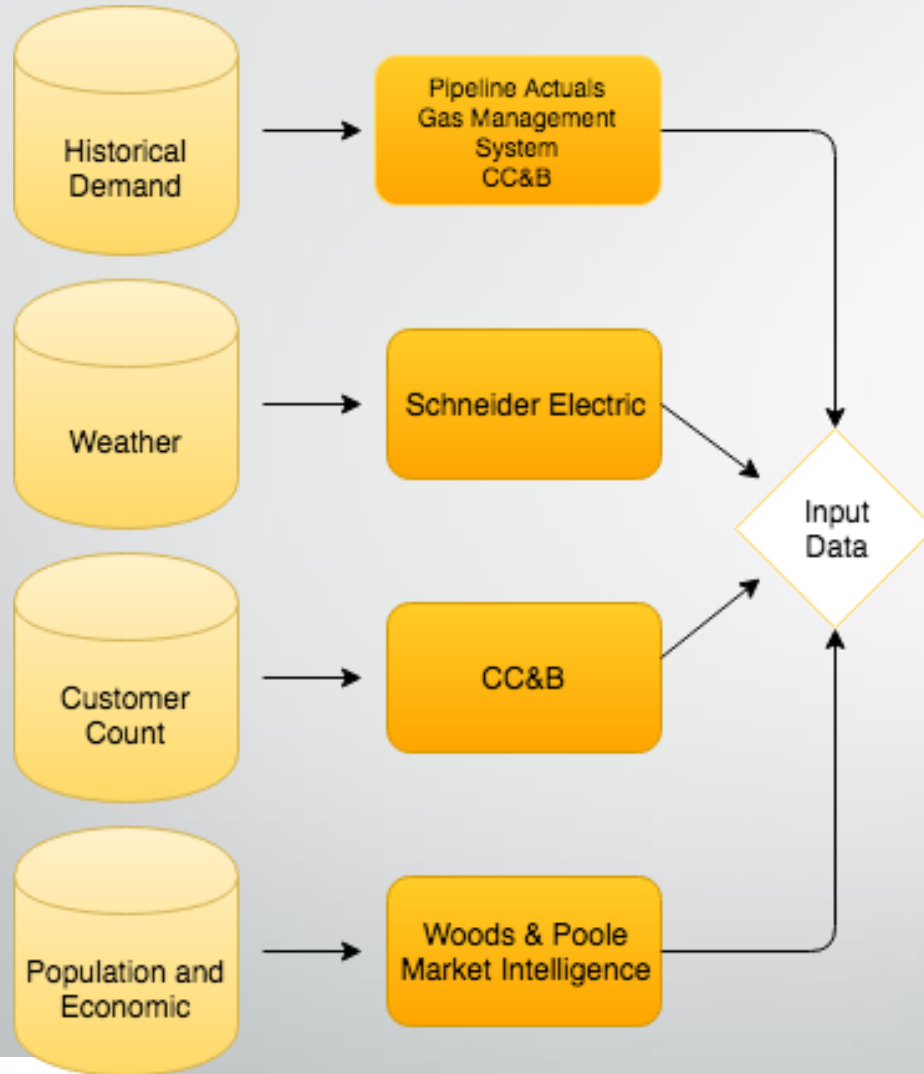 Historical
Demand
Pipeline Actuals
Gas Management
System
CC&B
Weather
Schneider Electric
Input
Data
Customer
Count
CC&B
Population and
Economic
Woods & Poole
Market Intelligence